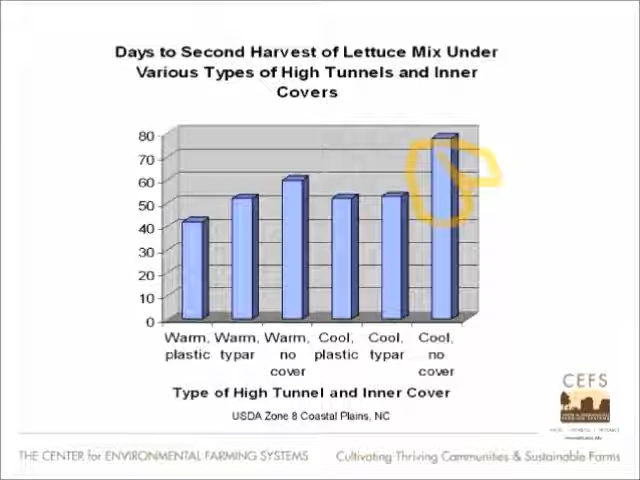 Days to Second Harvest of Lettuce Mix Under
Various Types of High Tunnels and Inner
Covers
80
70
60
50
40
30
20
10
0
Warm, plastic
Warm, typar
Warm, no cover
Cool, plastic
Cool, typar
Cool, no cover
Type of High Tunnel and Inner Cover
USDA Zone 8 Coastal Plains, NC
CEFS
THE CENTER for ENVIRONMENTAL FARMING SYSTEMS
Cultivating Thriving Communities & Sustainable Farms